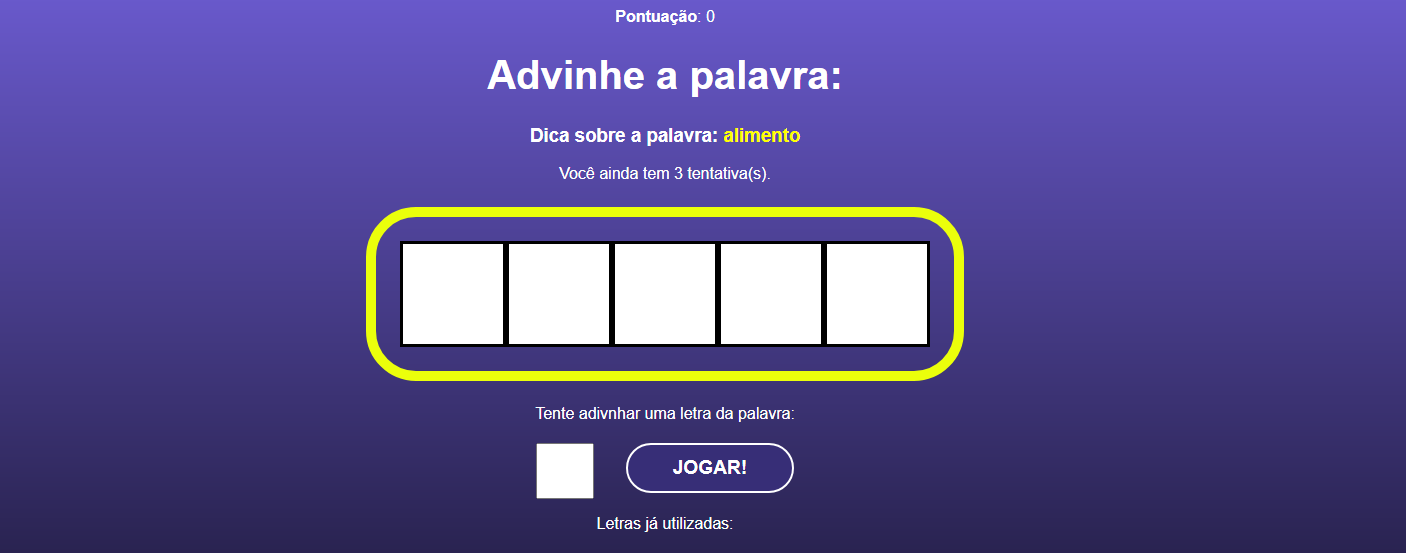 Pontuação: 0
Advinhe a palavra:
Dica sobre a palavra: alimento
Você ainda tem 3 tentativa(s).
Tente adivnhar uma letra da palavra:
JOGAR!
Letras já utilizadas: